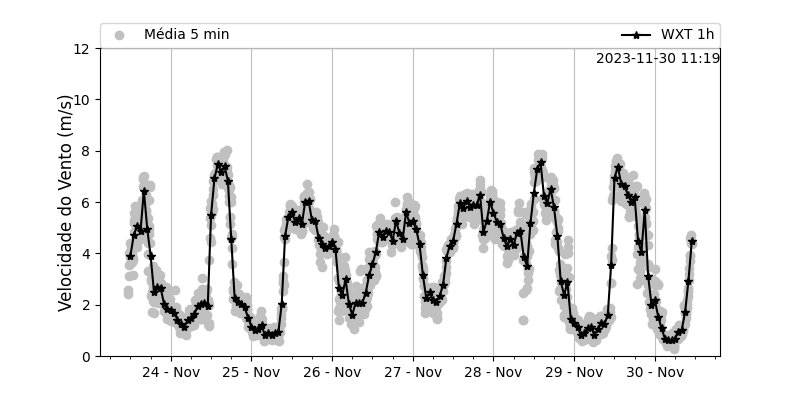 Média 5 min
WXT 1h
2023-11-30 11:19
Velocidade do Vento (m/s)
12
10
8
6
4
2
0
24 - Nov
25 - Nov
26 - Nov
27 - Nov
28 - Nov
29 - Nov
30 - Nov